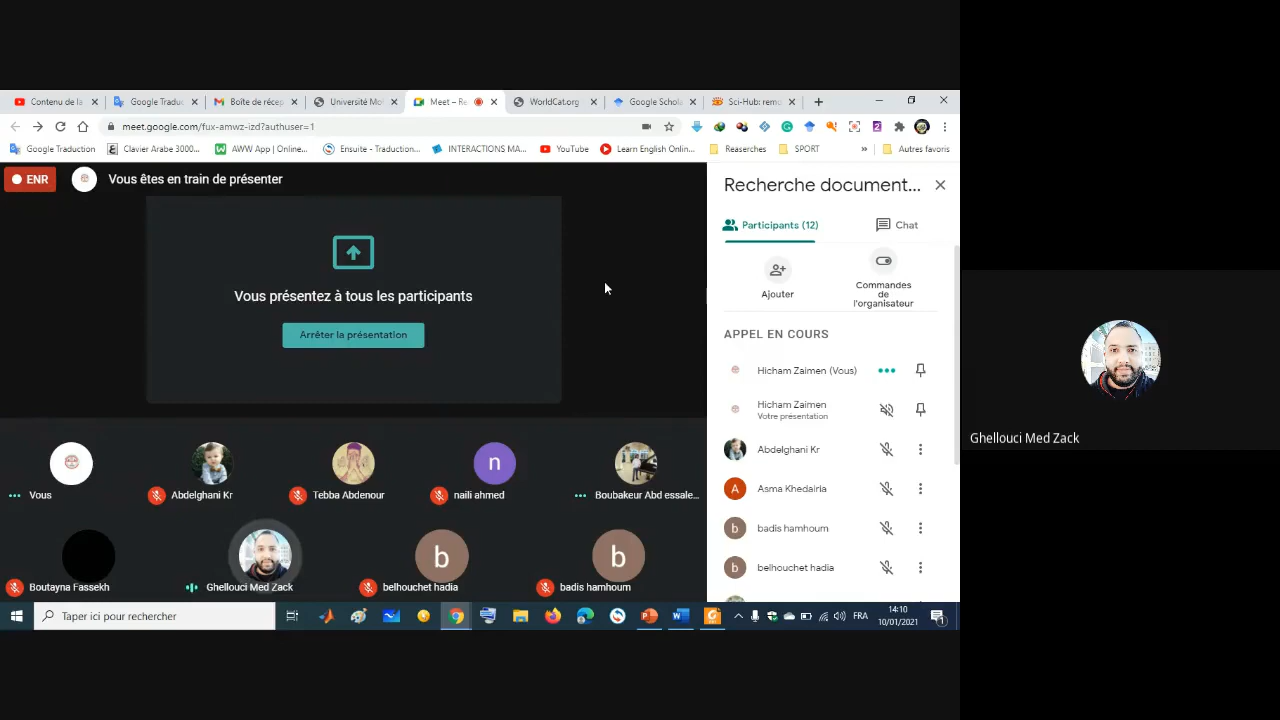 Contenu de la
Google Traduc
Boîte de récep
Université Mo
Meet – Re
WorldCat.org
Google Schola
Sci-Hub: remo
meet.google.com/fux-amwz-izd?authuser=1
Google Traduction
Clavier Arabe 3000...
AWW App | Online...
Ensuite - Traduction...
INTERACTIONS MA...
YouTube
Learn English Onlin...
Reaserches
SPORT
»
Autres favoris
ENR
Vous êtes en train de présenter
Vous présentez à tous les participants
Arrêter la présentation
Vous
Abdelghani Kr
Tebba Abdenour
n
naili ahmed
Boubakeur Abd essale...
Boutayna Fassekh
Ghellouci Med Zack
b
belhouchet hadia
b
badis hamhoum
Recherche document...
Participants (12)
Chat
Ajouter
Commandes
de
l'organisateur
APPEL EN COURS
Hicham Zaimen (Vous)
Hicham Zaimen
Votre présentation
Abdelghani Kr
A
Asma Khedairia
b
badis hamhoum
b
belhouchet hadia
Taper ici pour rechercher
FRA
14:10
10/01/2021
1
Ghellouci Med Zack